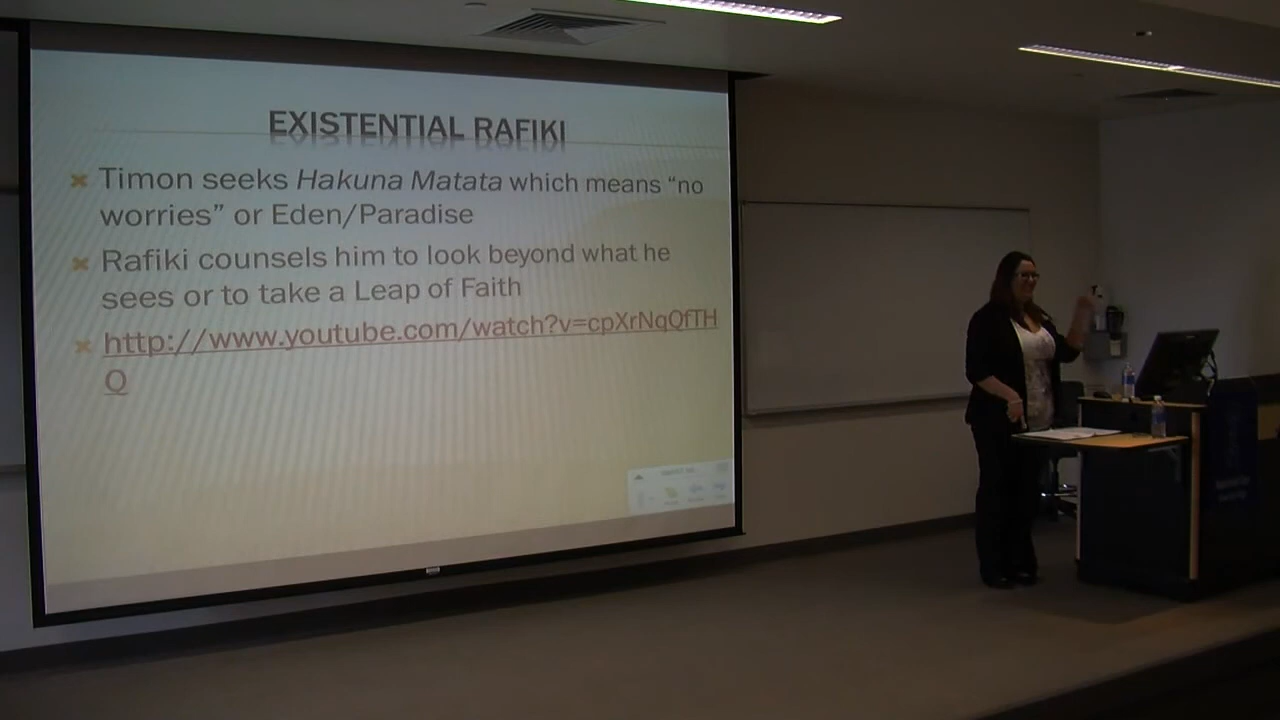 EXISTENTIAL RAFIKI
Timon seeks Hakuna Matata which means “no
worries” or Eden/Paradise
Rafiki counsels him to look beyond what he
sees or to take a Leap of Faith
http://www.youtube.com/watch?v=cpXrNqQfTH
Q